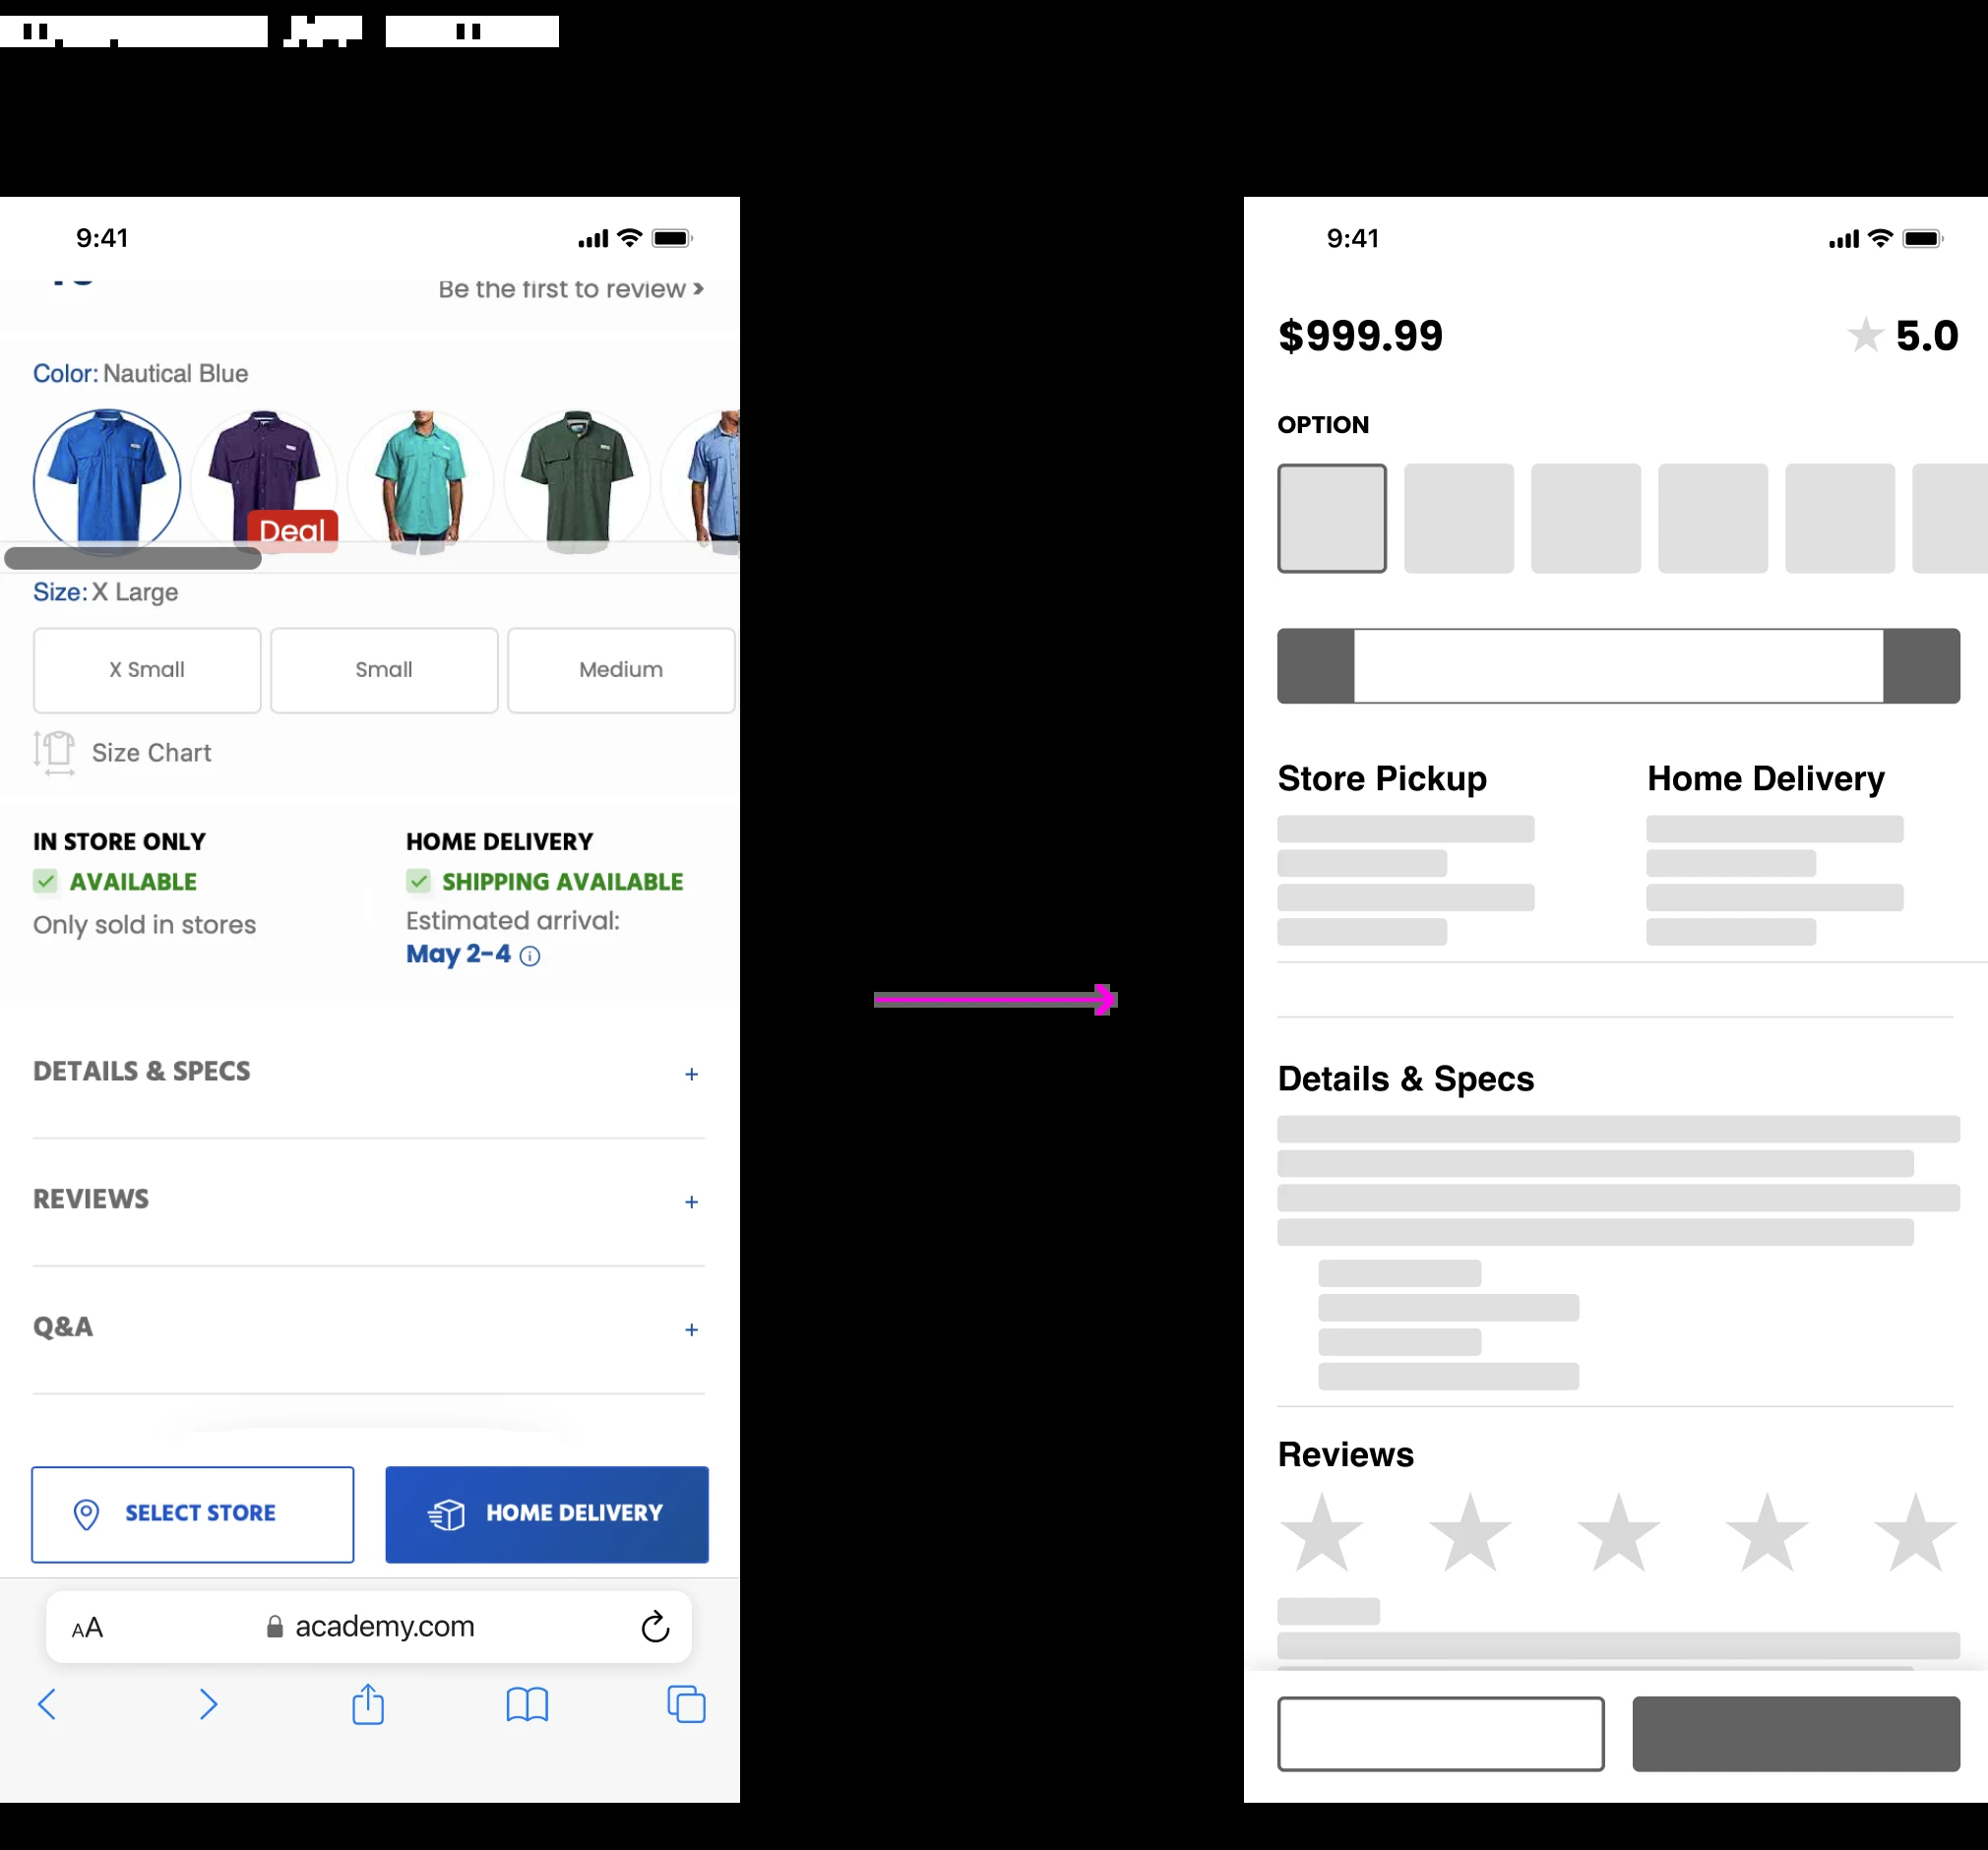 9:41
Be the first to review >
Color: Nautical Blue
Deal
Size: X Large
X Small
Small
Medium
Size Chart
IN STORE ONLY
AVAILABLE
Only sold in stores
HOME DELIVERY
SHIPPING AVAILABLE
Estimated arrival:
May 2-4
DETAILS & SPECS +
REVIEWS +
Q&A +
SELECT STORE
HOME DELIVERY
AA
academy.com
9:41
$999.99
5.0
OPTION
Store Pickup
Home Delivery
Details & Specs
Reviews